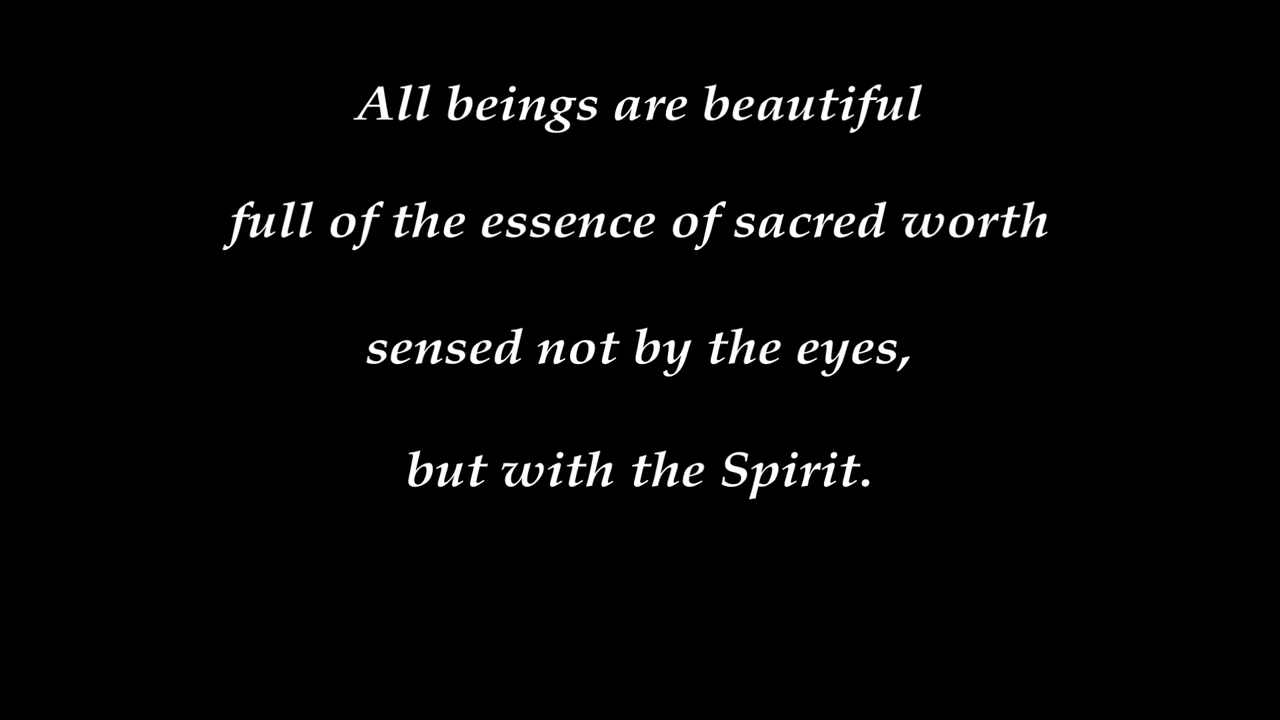 All beings are beautiful
full of the essence of sacred worth
sensed not by the eyes,
but with the Spirit.